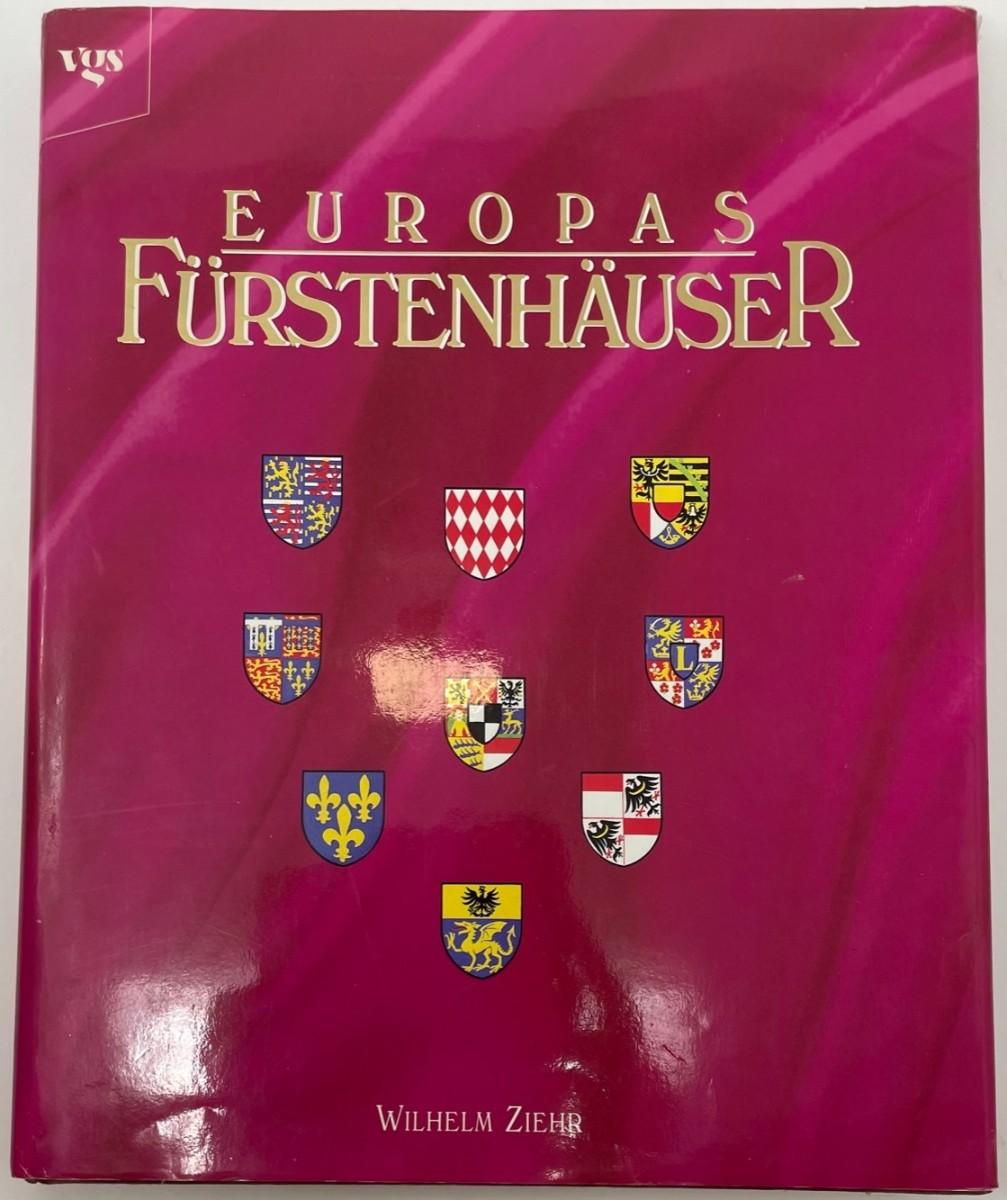 vgs
EUROPAS
FÜRSTENHÄUSER
L
WILHELM ZIEHR